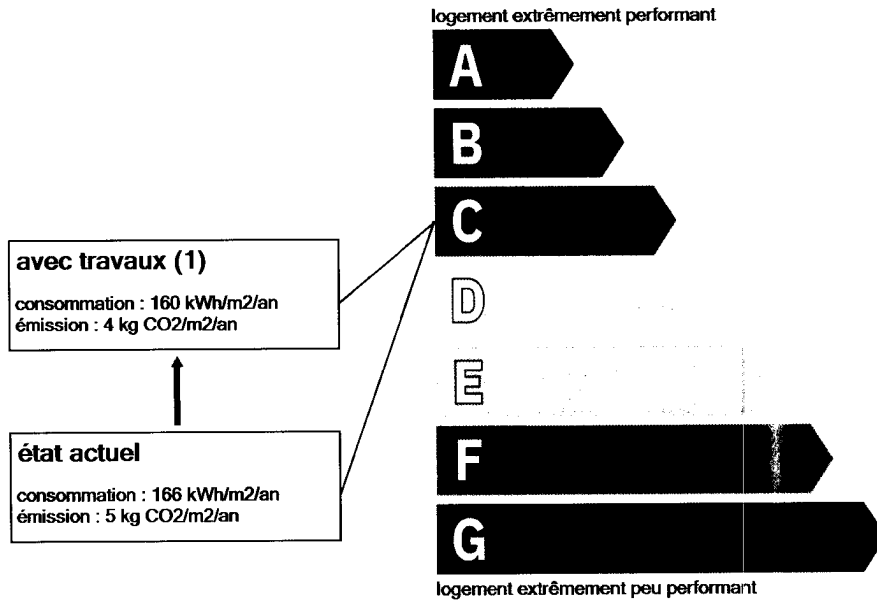 logement extrêmement performant
A
B
C
D
E
F
G
logement extrêmement peu performant
avec travaux (1)
consommation : 160 kWh/m2/an
émission : 4 kg CO2/m2/an
état actuel
consommation : 166 kWh/m2/an
émission : 5 kg CO2/m2/an